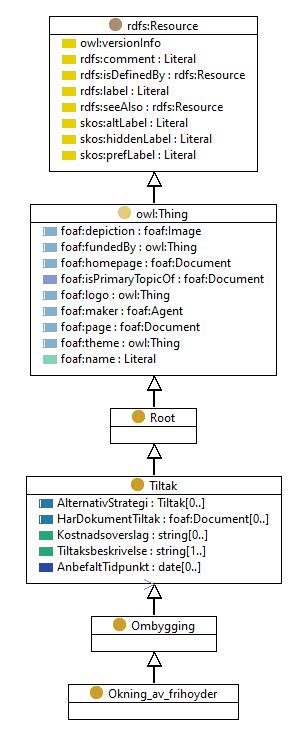 rdfs:Resource
owl:versionInfo
rdfs:comment : Literal
rdfs:isDefinedBy : rdfs:Resource
rdfs:label : Literal
rdfs:seeAlso : rdfs:Resource
skos:altLabel : Literal
skos:hiddenLabel : Literal
skos:prefLabel : Literal
owl:Thing
foaf:depiction : foaf:Image
foaf:fundedBy : owl:Thing
foaf:homepage : foaf:Document
foaf:isPrimaryTopicOf : foaf:Document
foaf:logo : owl:Thing
foaf:maker : foaf:Agent
foaf:page : foaf:Document
foaf:theme : owl:Thing
foaf:name : Literal
Root
Tiltak
AlternativStrategi : Tiltak[0..]
HarDokumentTiltak : foaf:Document[0..]
Kostnadsoverslag : string[0..]
Tiltaksbeskrivelse : string[1..]
AnbefaltTidpunkt : date[0..]
Ombygging
Okning_av_frihoyder